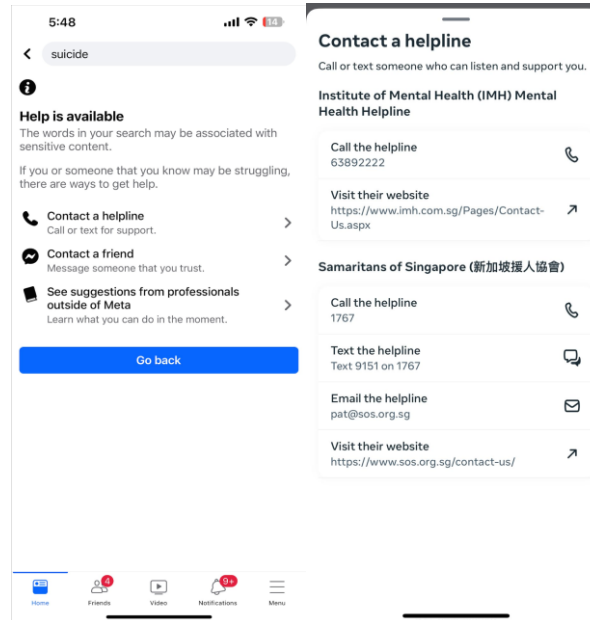 5:48
14
suicide
Help is available
The words in your search may be associated with
sensitive content.
If you or someone that you know may be struggling,
there are ways to get help.
Contact a helpline
Call or text for support.
Contact a friend
Message someone that you trust.
See suggestions from professionals
outside of Meta
Learn what you can do in the moment.
Go back
4
9+
Home
Friends
Video
Notifications
Menu
Contact a helpline
Call or text someone who can listen and support you.
Institute of Mental Health (IMH) Mental
Health Helpline
Call the helpline
63892222
Visit their website
https://www.imh.com.sg/Pages/Contact-
Us.aspx
Samaritans of Singapore (新加坡援人協會)
Call the helpline
1767
Text the helpline
Text 9151 on 1767
Email the helpline
pat@sos.org.sg
Visit their website
https://www.sos.org.sg/contact-us/